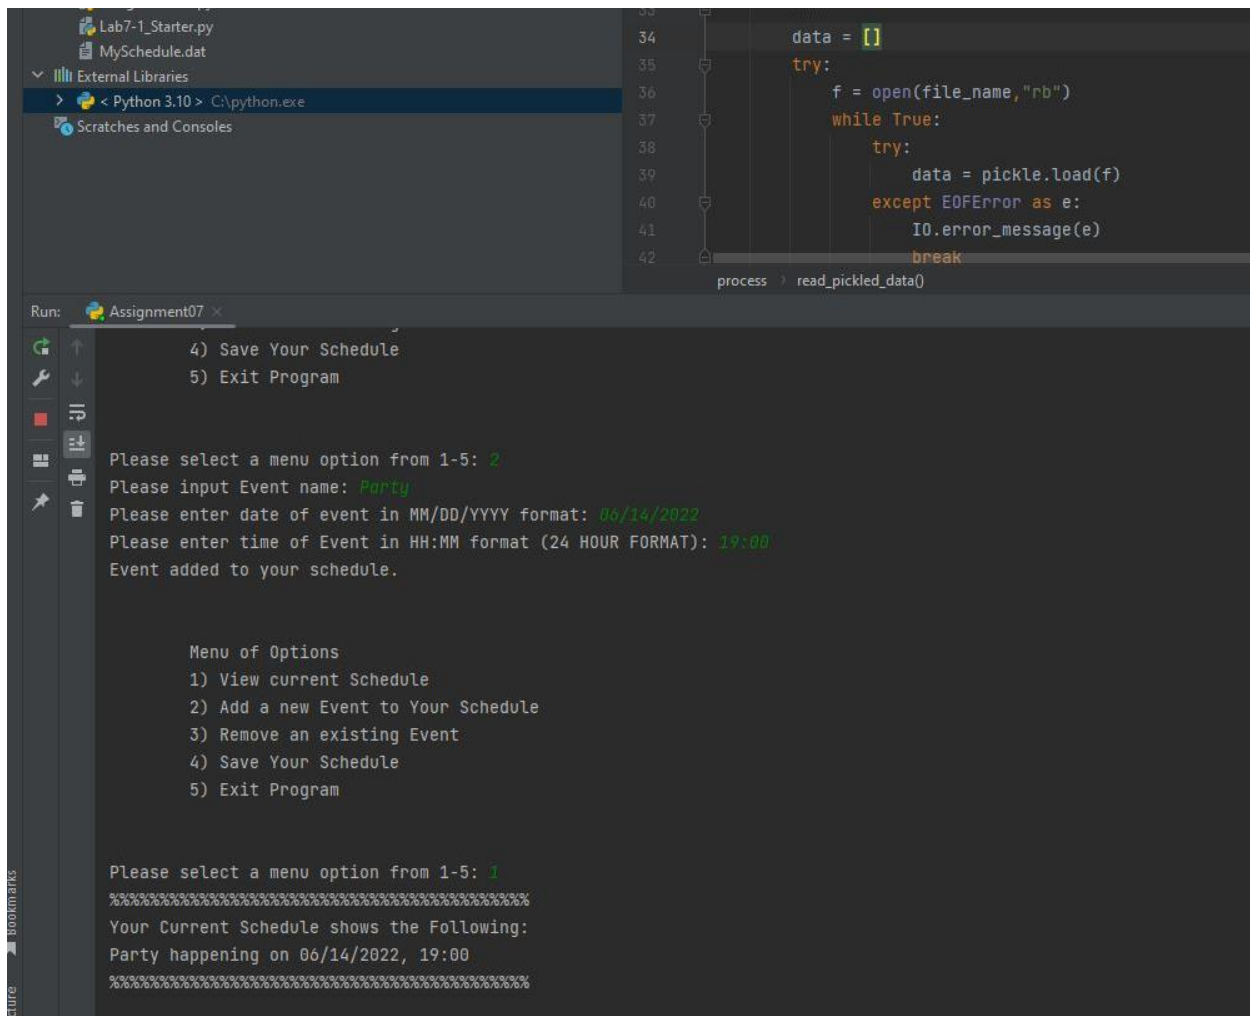 Lab7-1_Starter.py
MySchedule.dat
External Libraries
< Python 3.10 > C:\python.exe
Scratches and Consoles
33
34 data = []
35 try:
36 f = open(file_name,"rb")
37 while True:
38 try:
39 data = pickle.load(f)
40 except EOFError as e:
41 IO.error_message(e)
42 break
process read_pickled_data()
Run: Assignment07
4) Save Your Schedule
5) Exit Program
Please select a menu option from 1-5: 2
Please input Event name: Party
Please enter date of event in MM/DD/YYYY format: 06/14/2022
Please enter time of Event in HH:MM format (24 HOUR FORMAT): 19:00
Event added to your schedule.
Menu of Options
1) View current Schedule
2) Add a new Event to Your Schedule
3) Remove an existing Event
4) Save Your Schedule
5) Exit Program
Please select a menu option from 1-5: 1
%%%%%%%%%%%%%%%%%%%%%%%%%%%%%%%%%%%%%%%%%%
Your Current Schedule shows the Following:
Party happening on 06/14/2022, 19:00
%%%%%%%%%%%%%%%%%%%%%%%%%%%%%%%%%%%%%%%%%%
Bookmarks